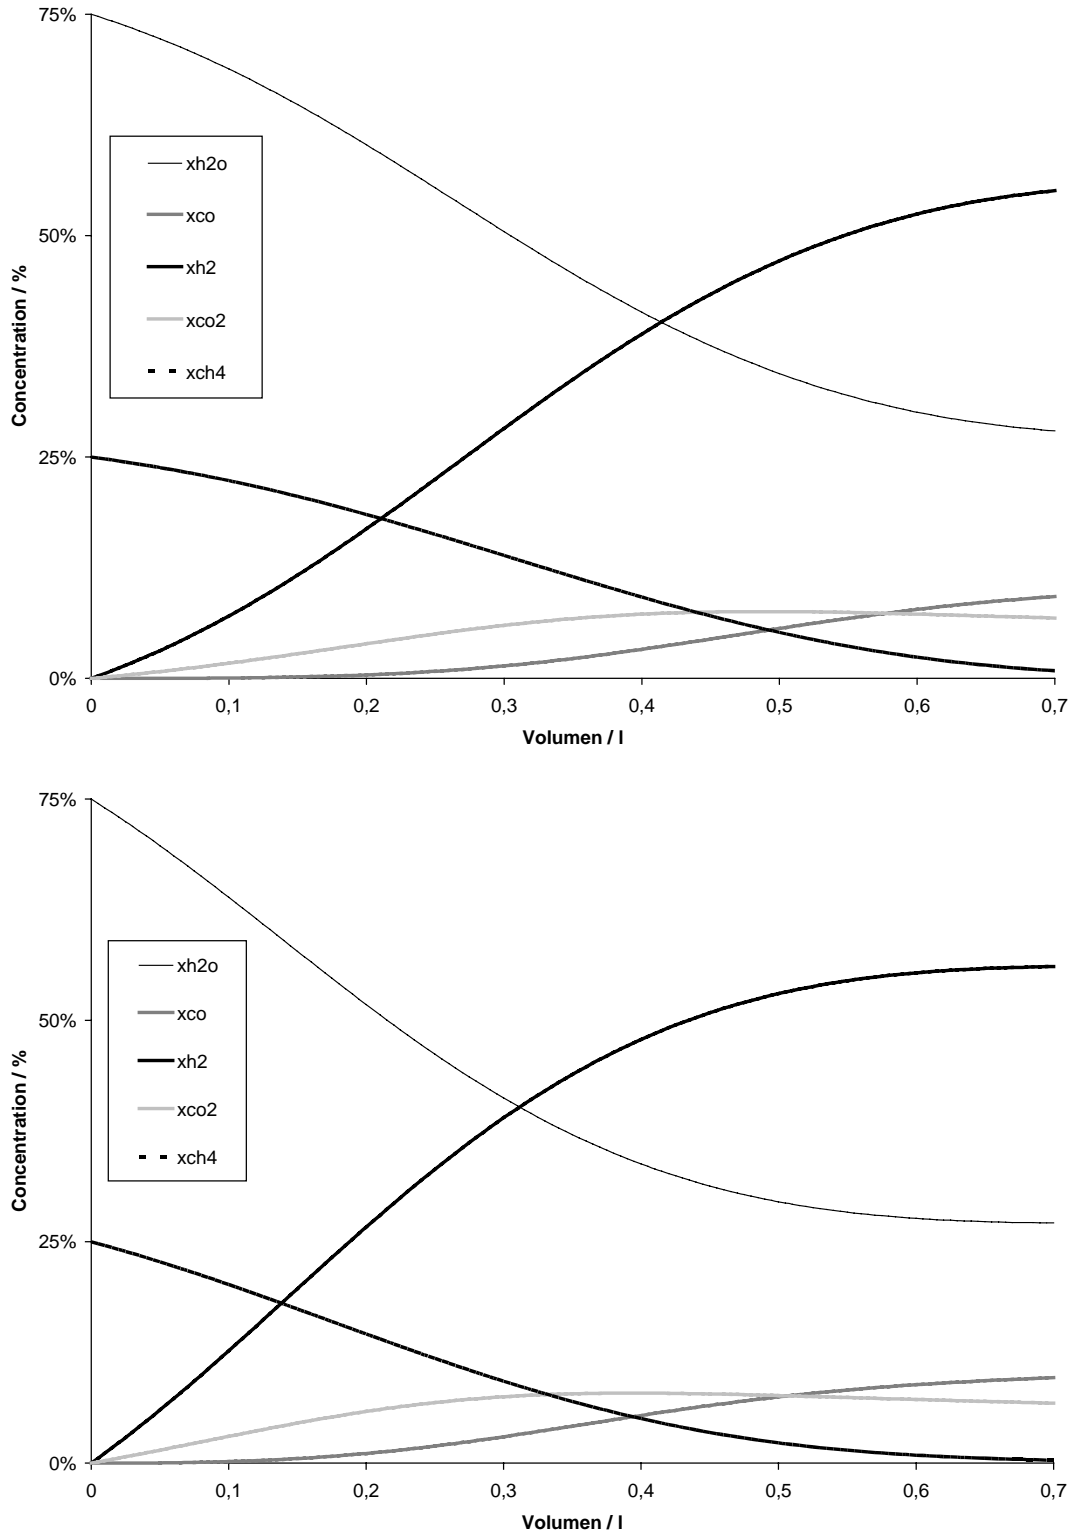 75%
xh2o
xco
50%
xh2
xco2
xch4
25%
0%
0 0,1 0,2 0,3 0,4 0,5 0,6 0,7
Concentration / %
Volumen / l
75%
xh2o
xco
50%
xh2
xco2
xch4
25%
0%
0 0,1 0,2 0,3 0,4 0,5 0,6 0,7
Concentration / %
Volumen / l